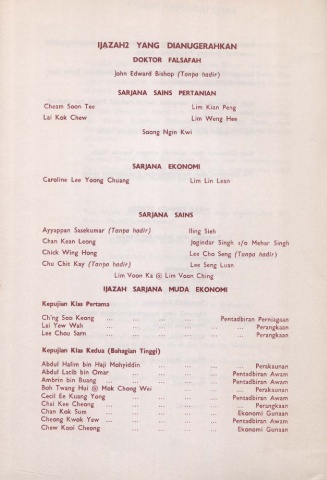 IJAZAH2 YANG DIANUGERAHKAN
DOKTOR FALSAFAH
John Edward Bishop (Tanpa hadir)
SARJANA SAINS PERTANIAN
Cheam Soon Tee Lim Kian Peng
Lai Kok Chew Lim Weng Hee
Soong Ngin Kwi
SARJANA EKONOMI
Caroline Lee Yoong Chuang Lim Lin Lean
SARJANA SAINS
Ayyappan Sasekumar (Tanpa hadir) Iling Sieh
Chan Kean Leong Jogindar Singh s/o Mehar Singh
Chick Wing Hong Lee Cho Seng (Tanpa hadir)
Chu Chit Kay (Tanpa hadir) Lee Seng Luan
Lim Voon Ka @ Lim Voon Ching
IJAZAH SARJANA MUDA EKONOMI
Kepujian Klas Pertama
Ch'ng Soo Keong ... ... ... ... Pentadbiran Perniagaan
Lai Yew Wah ... ... ... ... ... ... Perangkaan
Lee Chou Sam ... ... ... ... ... ... Perangkaan
Kepujian Klas Kedua (Bahagian Tinggi)
Abdul Halim bin Haji Mohyiddin ... ... ... ... Perakaunan
Abdul Latib bin Omar ... ... ... ... Pentadbiran Awam
Ambrin bin Buang ... ... ... ... Pentadbiran Awam
Boh Twang Hui @ Mok Chong Wei ... ... ... Perakaunan
Cecil Ee Kuang Yong ... ... ... ... Pentadbiran Awam
Chai Kee Cheong ... ... ... ... ... Perangkaan
Chan Kok Sum ... ... ... ... ... Ekonomi Gunaan
Cheong Kwok Yew ... ... ... ... ... Pentadbiran Awam
Chew Kooi Cheong ... ... ... ... Ekonomi Gunaan